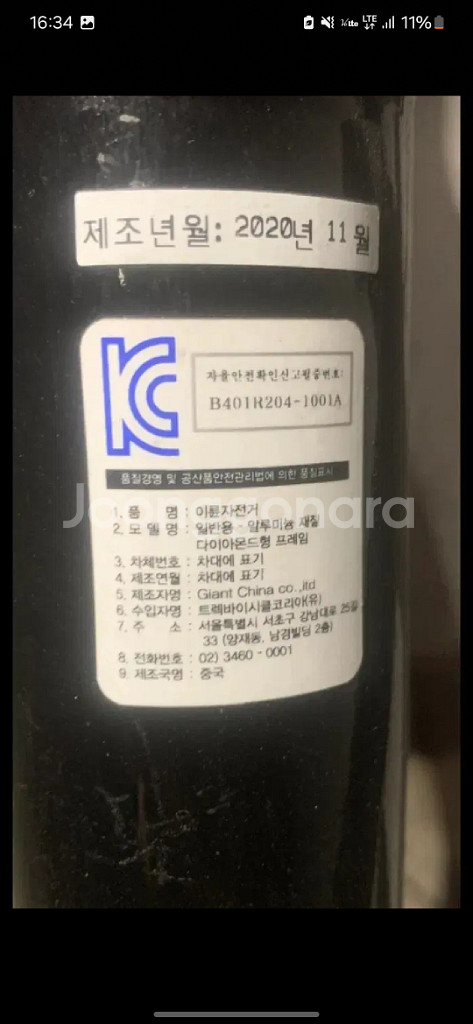 16:34
LTE
11%
제조년월: 2020년 11월
자율안전확인신고필증번호:
B401R204-1001A
품질경영 및 공산품안전관리법에 의한 품질표시
1. 품 명 : 이륜자전거
2. 모 델 명 : 일반용 - 알루미늄 재질
다이아몬드형 프레임
3. 차체번호 : 차대에 표기
4. 제조연월 : 차대에 표기
5. 제조자명 : Giant China co.,ltd
6. 수입자명 : 트렉바이시클코리아(유)
7. 주 소 : 서울특별시 서초구 강남대로 25길
33 (양재동, 남경빌딩 2층)
8. 전화번호 : 02) 3460 - 0001
9. 제조국명 : 중국